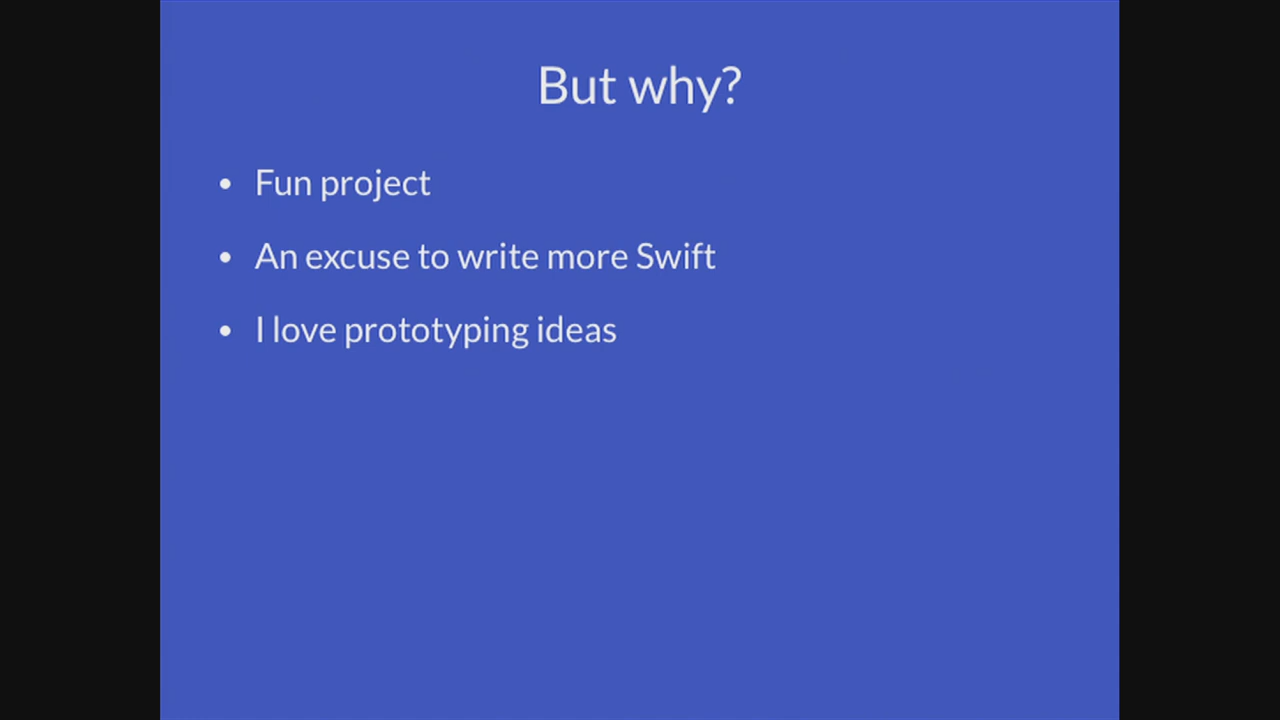 But why?
• Fun project
• An excuse to write more Swift
• I love prototyping ideas